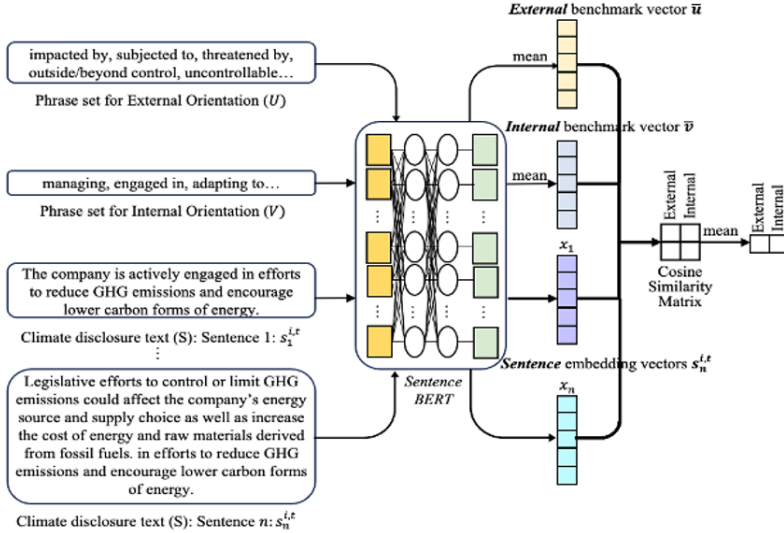 External benchmark vector u̅
impacted by, subjected to, threatened by,
outside/beyond control, uncontrollable…
Phrase set for External Orientation (U)
mean
Internal benchmark vector v̅
managing, engaged in, adapting to…
Phrase set for Internal Orientation (V)
mean
External
Internal
mean
External
Internal
Cosine
Similarity
Matrix
x₁
The company is actively engaged in efforts
to reduce GHG emissions and encourage
lower carbon forms of energy.
Climate disclosure text (S): Sentence 1: s₁^{i,t}
⋮
Sentence
BERT
Sentence embedding vectors sₙ^{i,t}
xₙ
Legislative efforts to control or limit GHG
emissions could affect the company’s energy
source and supply choice as well as increase
the cost of energy and raw materials derived
from fossil fuels. in efforts to reduce GHG
emissions and encourage lower carbon forms
of energy.
Climate disclosure text (S): Sentence n: sₙ^{i,t}